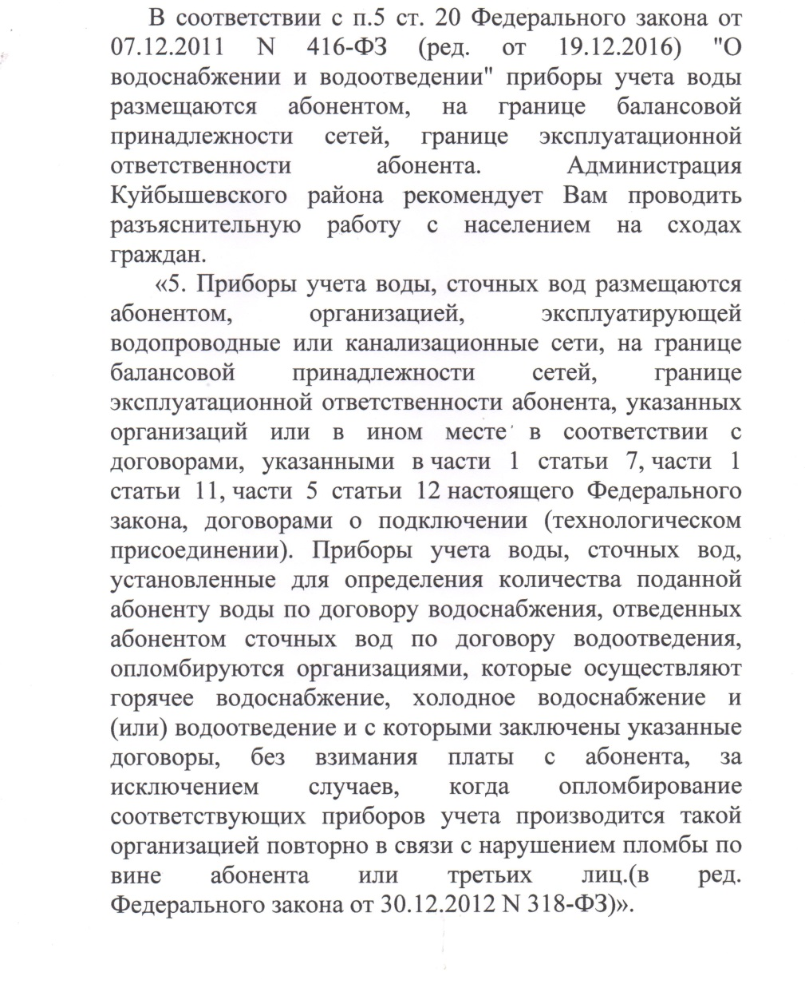 В соответствии с п.5 ст. 20 Федерального закона от
07.12.2011 N 416-ФЗ (ред. от 19.12.2016) "О
водоснабжении и водоотведении" приборы учета воды
размещаются абонентом, на границе балансовой
принадлежности сетей, границе эксплуатационной
ответственности абонента. Администрация
Куйбышевского района рекомендует Вам проводить
разъяснительную работу с населением на сходах
граждан.
«5. Приборы учета воды, сточных вод размещаются
абонентом, организацией, эксплуатирующей
водопроводные или канализационные сети, на границе
балансовой принадлежности сетей, границе
эксплуатационной ответственности абонента, указанных
организаций или в ином месте в соответствии с
договорами, указанными в части 1 статьи 7, части 1
статьи 11, части 5 статьи 12 настоящего Федерального
закона, договорами о подключении (технологическом
присоединении). Приборы учета воды, сточных вод,
установленные для определения количества поданной
абоненту воды по договору водоснабжения, отведенных
абонентом сточных вод по договору водоотведения,
опломбируются организациями, которые осуществляют
горячее водоснабжение, холодное водоснабжение и
(или) водоотведение и с которыми заключены указанные
договоры, без взимания платы с абонента, за
исключением случаев, когда опломбирование
соответствующих приборов учета производится такой
организацией повторно в связи с нарушением пломбы по
вине абонента или третьих лиц.(в ред.
Федерального закона от 30.12.2012 N 318-ФЗ)».